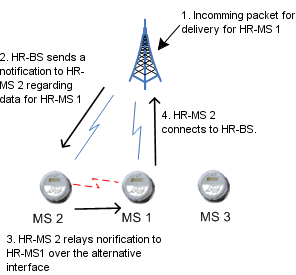 1. Incomming packet for
delivery for HR-MS 1
2. HR-BS sends a
notification to HR-
MS 2 regarding
data for HR-MS 1
4. HR-MS 2
connects to HR-BS.
MS 2
MS 1
MS 3
3. HR-MS 2 relays norification to
HR-MS1 over the alternative
interface